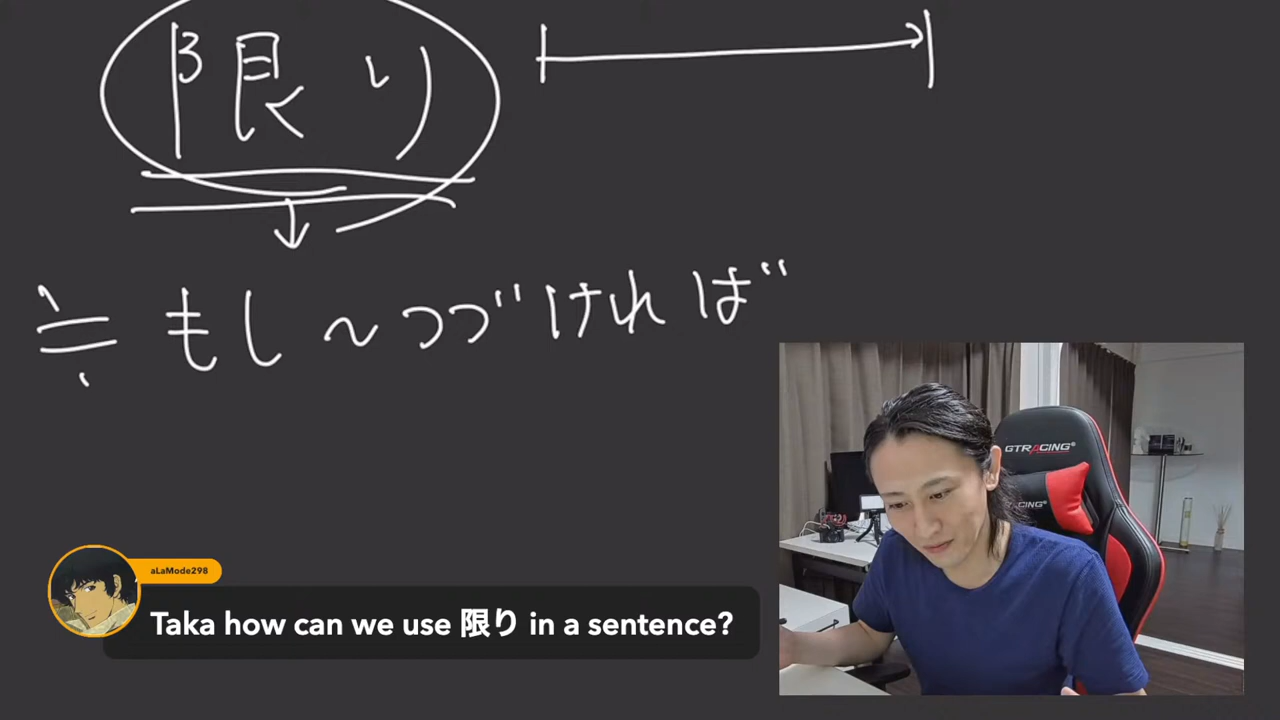 限り
≒ もし〜つづければ
GTRACING
GTRACING
aLaMode298
Taka how can we use 限り in a sentence?